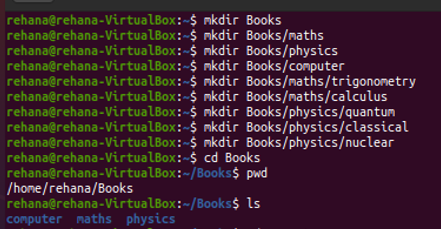 rehana@rehana-VirtualBox:~$ mkdir Books
rehana@rehana-VirtualBox:~$ mkdir Books/maths
rehana@rehana-VirtualBox:~$ mkdir Books/physics
rehana@rehana-VirtualBox:~$ mkdir Books/computer
rehana@rehana-VirtualBox:~$ mkdir Books/maths/trigonometry
rehana@rehana-VirtualBox:~$ mkdir Books/maths/calculus
rehana@rehana-VirtualBox:~$ mkdir Books/physics/quantum
rehana@rehana-VirtualBox:~$ mkdir Books/physics/classical
rehana@rehana-VirtualBox:~$ mkdir Books/physics/nuclear
rehana@rehana-VirtualBox:~$ cd Books
rehana@rehana-VirtualBox:~/Books$ pwd
/home/rehana/Books
rehana@rehana-VirtualBox:~/Books$ ls
computer  maths  physics